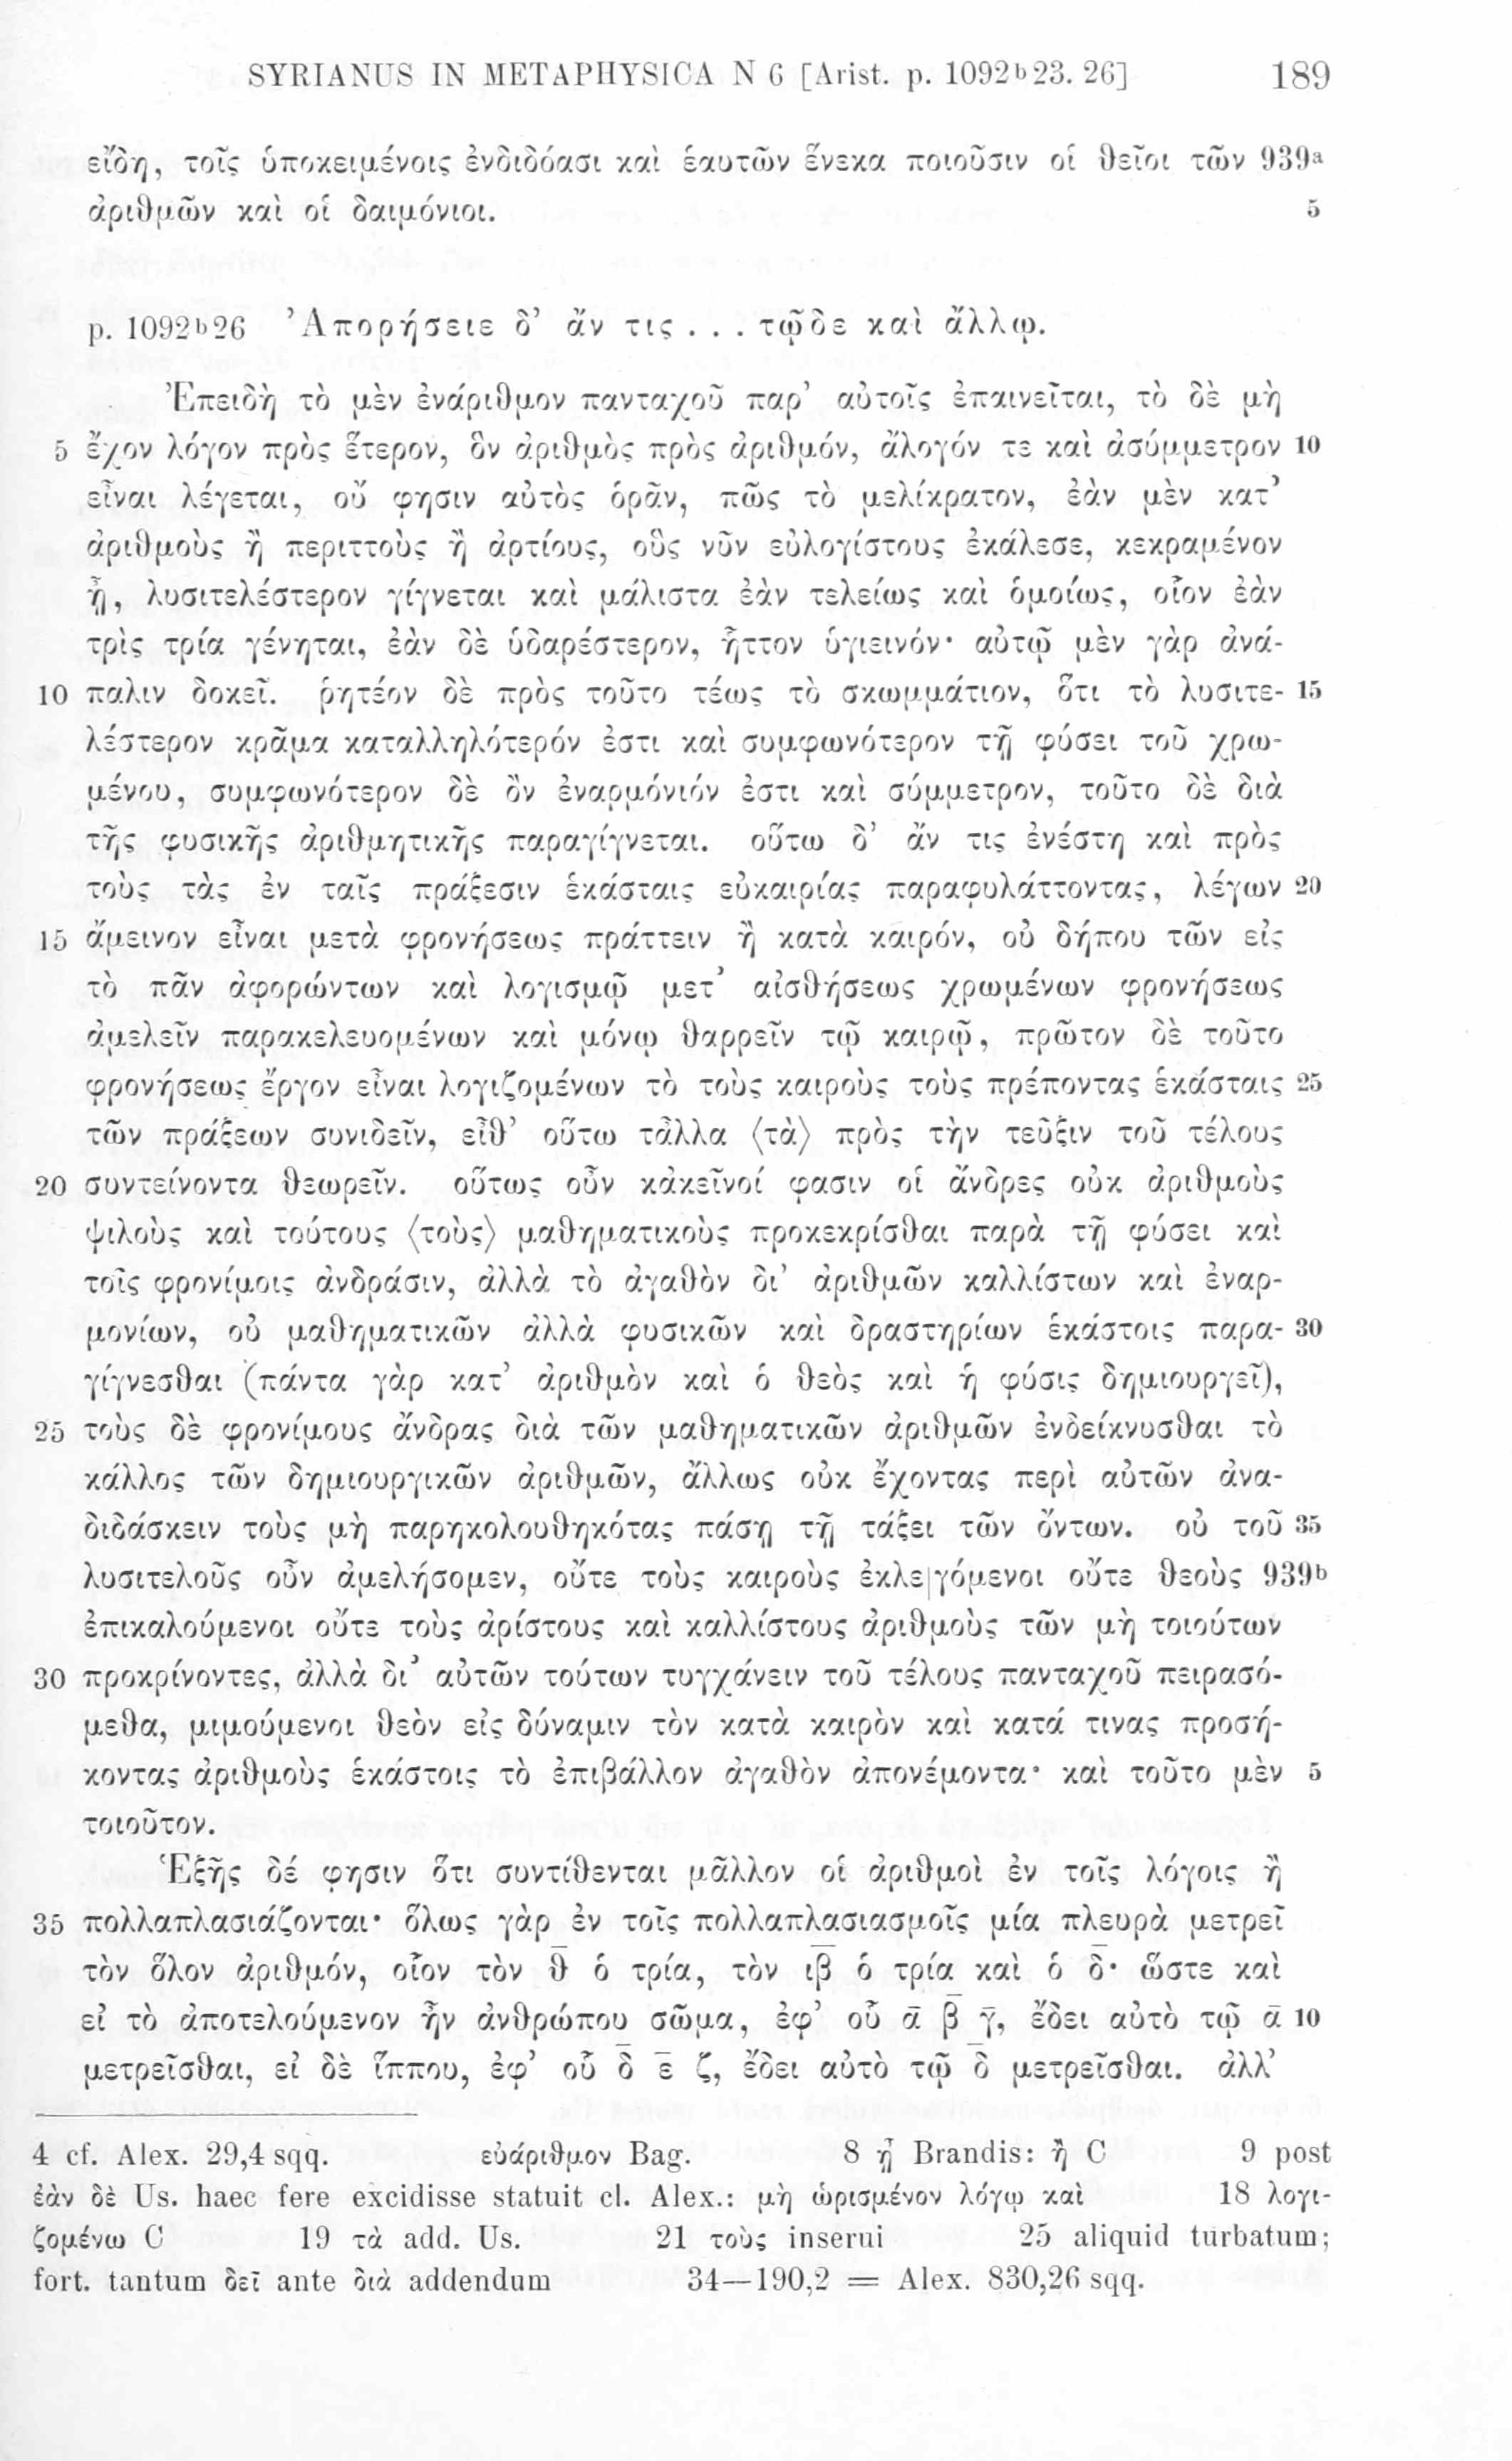 SYRIANUS IN METAPHYSICA N 6 [Arist. p. 1092ᵇ23. 26] 189
εἴδη, τοῖς ὑποκειμένοις ἐνδιδόασι καὶ ἑαυτῶν ἕνεκα ποιοῦσιν οἱ θεῖοι τῶν 939ᵃ
ἀριθμῶν καὶ οἱ δαιμόνιοι. 5
p. 1092ᵇ26 Ἀπορήσειε δ’ ἄν τις . . . τῷδε καὶ ἄλλῳ.
Ἐπειδὴ τὸ μὲν ἐνάριθμον πανταχοῦ παρ’ αὐτοῖς ἐπαινεῖται, τὸ δὲ μὴ
5 ἔχον λόγον πρὸς ἕτερον, ὃν ἀριθμὸς πρὸς ἀριθμόν, ἄλογόν τε καὶ ἀσύμμετρον 10
εἶναι λέγεται, οὔ φησιν αὐτὸς ὁρᾶν, πῶς τὸ μελίκρατον, ἐὰν μὲν κατ’
ἀριθμοὺς ἢ περιττοὺς ἢ ἀρτίους, οὓς νῦν εὐλογίστους ἐκάλεσε, κεκραμένον
ᾖ, λυσιτελέστερον γίγνεται καὶ μάλιστα ἐὰν τελείως καὶ ὁμοίως, οἷον ἐὰν
τρὶς τρία γένηται, ἐὰν δὲ ὑδαρέστερον, ἧττον ὑγιεινόν· αὐτῷ μὲν γὰρ ἀνά-
10 παλιν δοκεῖ. ῥητέον δὲ πρὸς τοῦτο τέως τὸ σκωμμάτιον, ὅτι τὸ λυσιτε- 15
λέστερον κρᾶμα καταλληλότερόν ἐστι καὶ συμφωνότερον τῇ φύσει τοῦ χρω-
μένου, συμφωνότερον δὲ ὂν ἐναρμόνιόν ἐστι καὶ σύμμετρον, τοῦτο δὲ διὰ
τῆς φυσικῆς ἀριθμητικῆς παραγίγνεται. οὕτω δ’ ἄν τις ἐνέστη καὶ πρὸς
τοὺς τὰς ἐν ταῖς πράξεσιν ἑκάσταις εὐκαιρίας παραφυλάττοντας, λέγων 20
15 ἄμεινον εἶναι μετὰ φρονήσεως πράττειν ἢ κατὰ καιρόν, οὐ δήπου τῶν εἰς
τὸ πᾶν ἀφορώντων καὶ λογισμῷ μετ’ αἰσθήσεως χρωμένων φρονήσεως
ἀμελεῖν παρακελευομένων καὶ μόνῳ θαρρεῖν τῷ καιρῷ, πρῶτον δὲ τοῦτο
φρονήσεως ἔργον εἶναι λογιζομένων τὸ τοὺς καιροὺς τοὺς πρέποντας ἑκάσταις 25
τῶν πράξεων συνιδεῖν, εἶθ’ οὕτω τἆλλα ⟨τὰ⟩ πρὸς τὴν τεῦξιν τοῦ τέλους
20 συντείνοντα θεωρεῖν. οὕτως οὖν κἀκεῖνοί φασιν οἱ ἄνδρες οὐκ ἀριθμοὺς
ψιλοὺς καὶ τούτους ⟨τοὺς⟩ μαθηματικοὺς προκεκρίσθαι παρὰ τῇ φύσει καὶ
τοῖς φρονίμοις ἀνδράσιν, ἀλλὰ τὸ ἀγαθὸν δι’ ἀριθμῶν καλλίστων καὶ ἐναρ-
μονίων, οὐ μαθηματικῶν ἀλλὰ φυσικῶν καὶ δραστηρίων ἑκάστοις παρα- 30
γίγνεσθαι (πάντα γὰρ κατ’ ἀριθμὸν καὶ ὁ θεὸς καὶ ἡ φύσις δημιουργεῖ),
25 τοὺς δὲ φρονίμους ἄνδρας διὰ τῶν μαθηματικῶν ἀριθμῶν ἐνδείκνυσθαι τὸ
κάλλος τῶν δημιουργικῶν ἀριθμῶν, ἄλλως οὐκ ἔχοντας περὶ αὐτῶν ἀνα-
διδάσκειν τοὺς μὴ παρηκολουθηκότας πάσῃ τῇ τάξει τῶν ὄντων. οὐ τοῦ 35
λυσιτελοῦς οὖν ἀμελήσομεν, οὔτε τοὺς καιροὺς ἐκλε|γόμενοι οὔτε θεοὺς 939ᵇ
ἐπικαλούμενοι οὔτε τοὺς ἀρίστους καὶ καλλίστους ἀριθμοὺς τῶν μὴ τοιούτων
30 προκρίνοντες, ἀλλὰ δι’ αὐτῶν τούτων τυγχάνειν τοῦ τέλους πανταχοῦ πειρασό-
μεθα, μιμούμενοι θεὸν εἰς δύναμιν τὸν κατὰ καιρὸν καὶ κατά τινας προσή-
κοντας ἀριθμοὺς ἑκάστοις τὸ ἐπιβάλλον ἀγαθὸν ἀπονέμοντα· καὶ τοῦτο μὲν 5
τοιοῦτον.
Ἑξῆς δέ φησιν ὅτι συντίθενται μᾶλλον οἱ ἀριθμοὶ ἐν τοῖς λόγοις ἢ
35 πολλαπλασιάζονται· ὅλως γὰρ ἐν τοῖς πολλαπλασιασμοῖς μία πλευρὰ μετρεῖ
τὸν ὅλον ἀριθμόν, οἷον τὸν θ̄ ὁ τρία, τὸν ιβ̄ ὁ τρία καὶ ὁ δ̄· ὥστε καὶ
εἰ τὸ ἀποτελούμενον ἦν ἀνθρώπου σῶμα, ἐφ’ οὗ ᾱ β̄ γ̄, ἔδει αὐτὸ τῷ ᾱ 10
μετρεῖσθαι, εἰ δὲ ἵππου, ἐφ’ οὗ δ̄ ε̄ ζ, ἔδει αὐτὸ τῷ δ̄ μετρεῖσθαι. ἀλλ’
4 cf. Alex. 29,4 sqq. εὐάριθμον Bag. 8 ᾖ Brandis: ἢ C 9 post
ἐὰν δὲ Us. haec fere excidisse statuit cl. Alex.: μὴ ὡρισμένον λόγῳ καὶ 18 λογι-
ζομένω C 19 τὰ add. Us. 21 τοὺς inserui 25 aliquid turbatum;
fort. tantum δεῖ ante διὰ addendum 34—190,2 = Alex. 830,26 sqq.